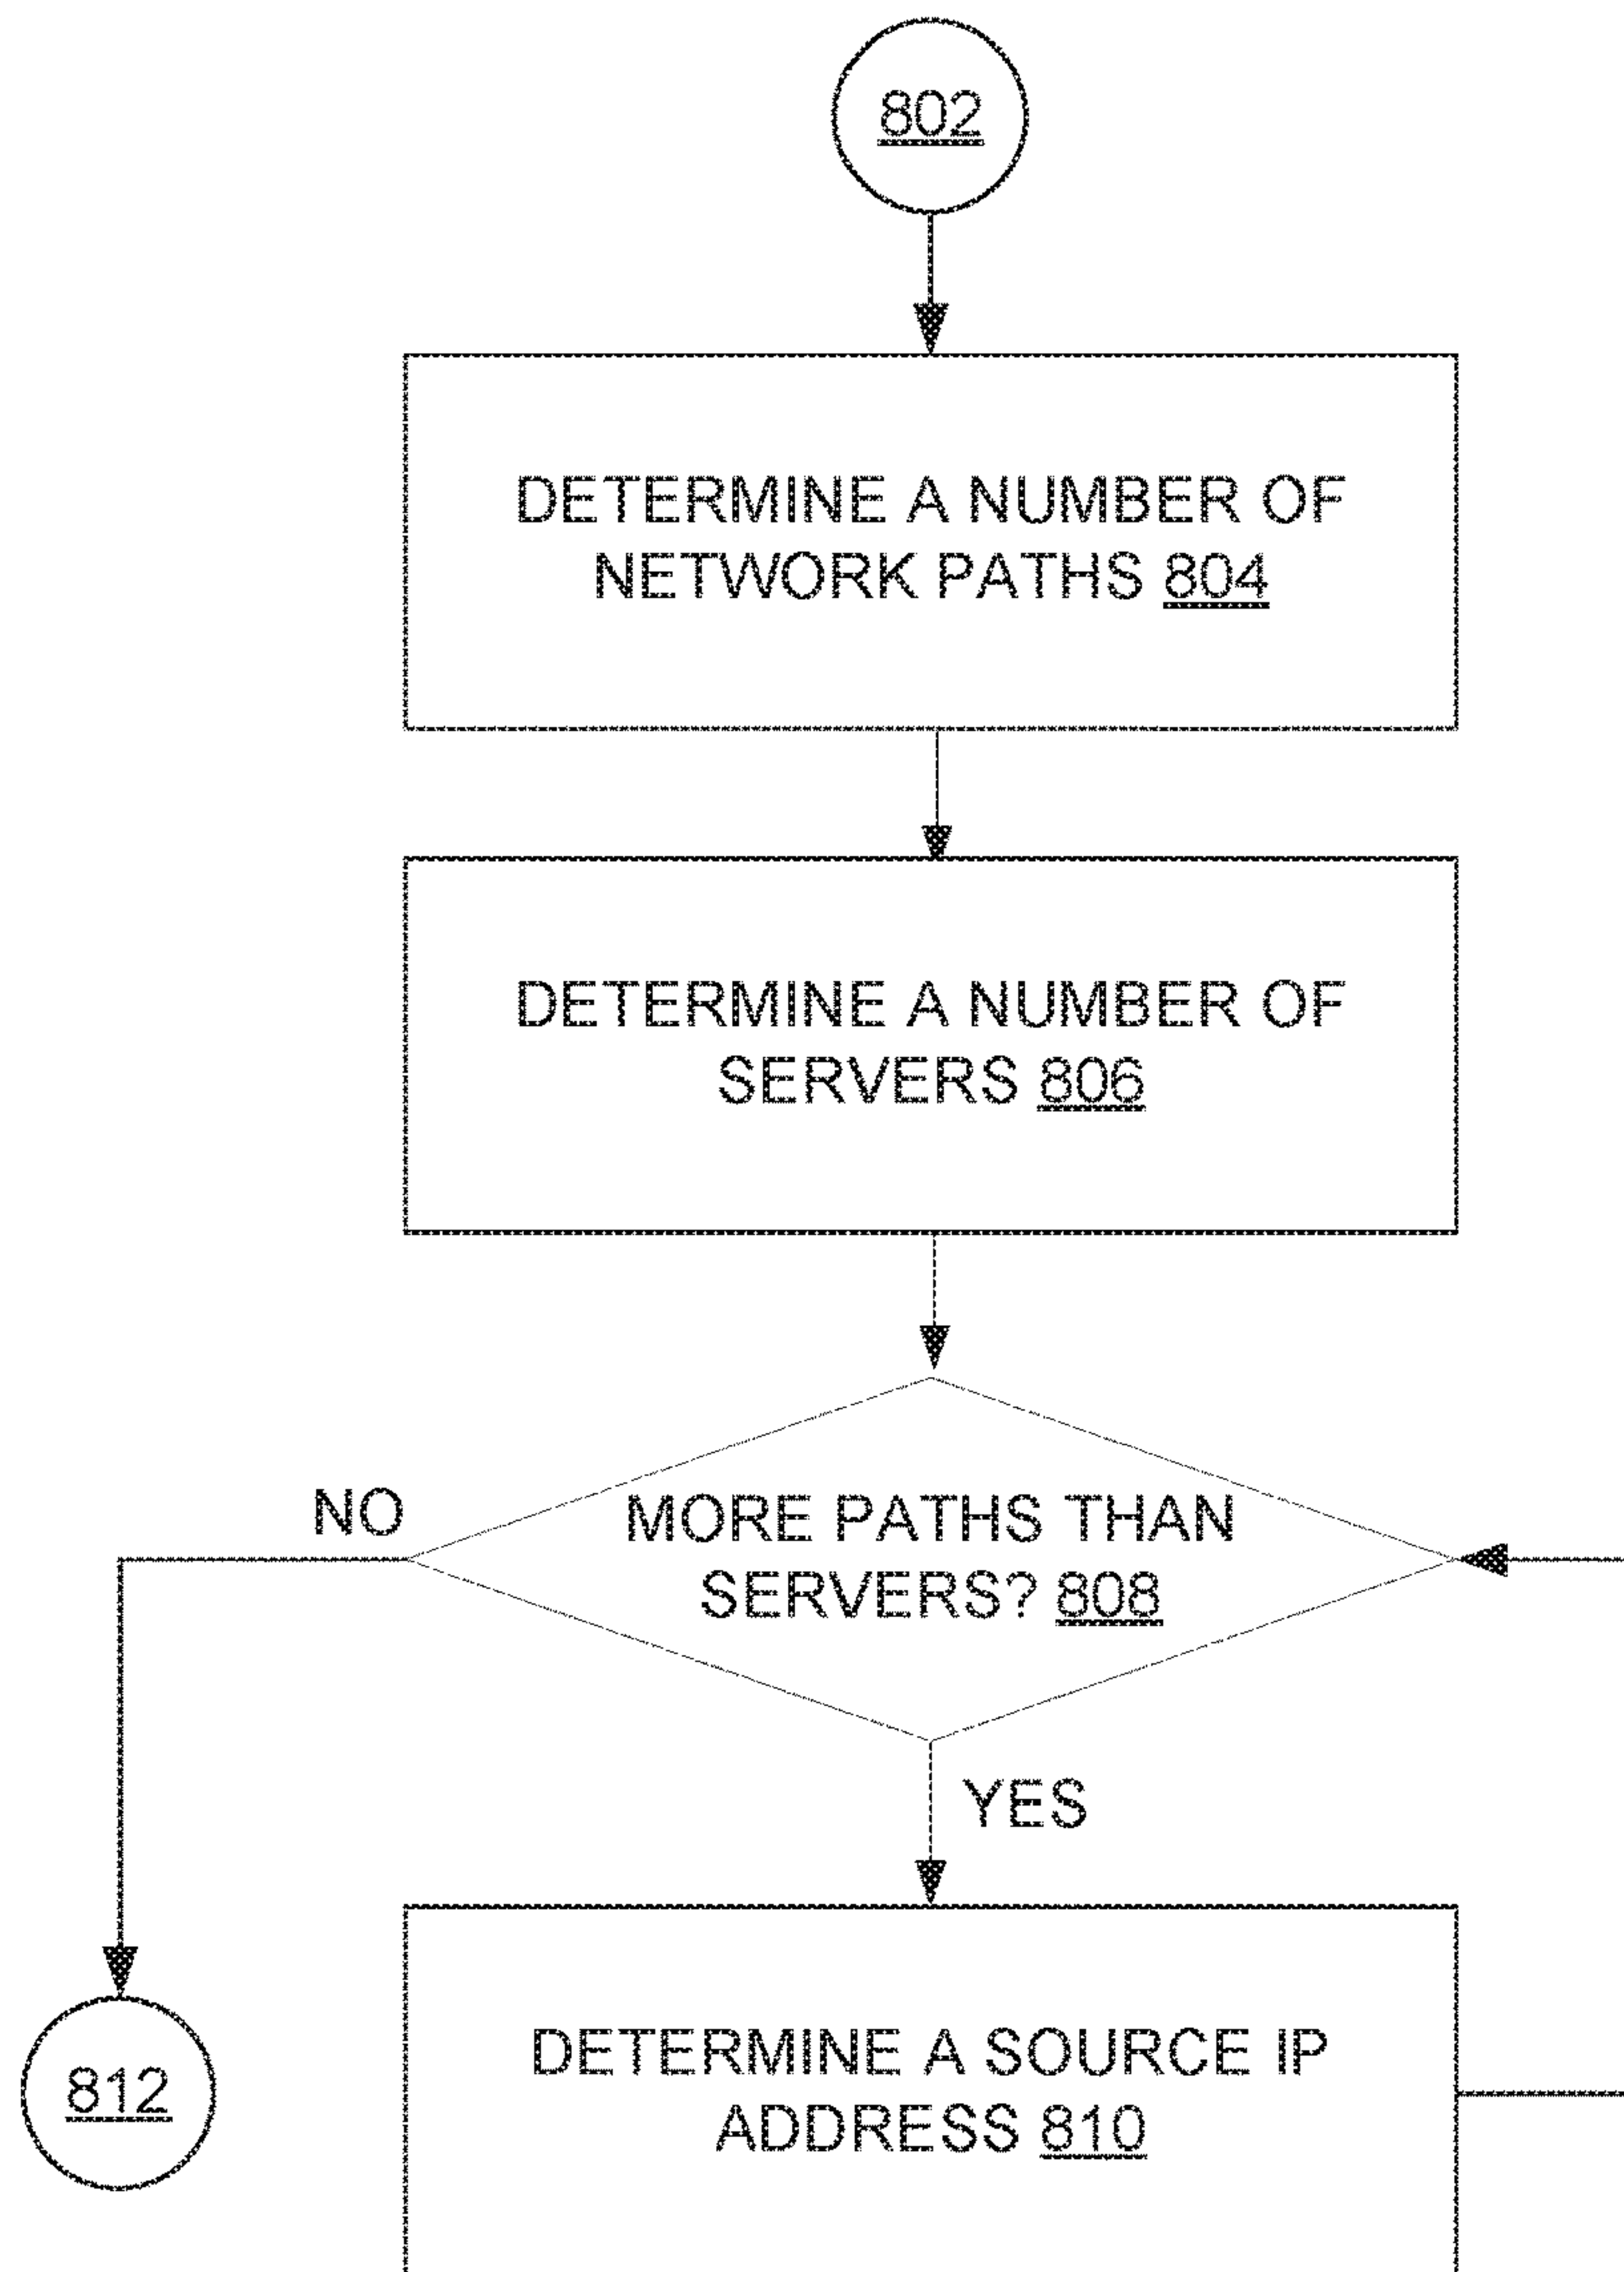 802
DETERMINE A NUMBER OF
NETWORK PATHS 804
DETERMINE A NUMBER OF
SERVERS 806
NO
MORE PATHS THAN
SERVERS? 808
YES
812
DETERMINE A SOURCE IP
ADDRESS 810